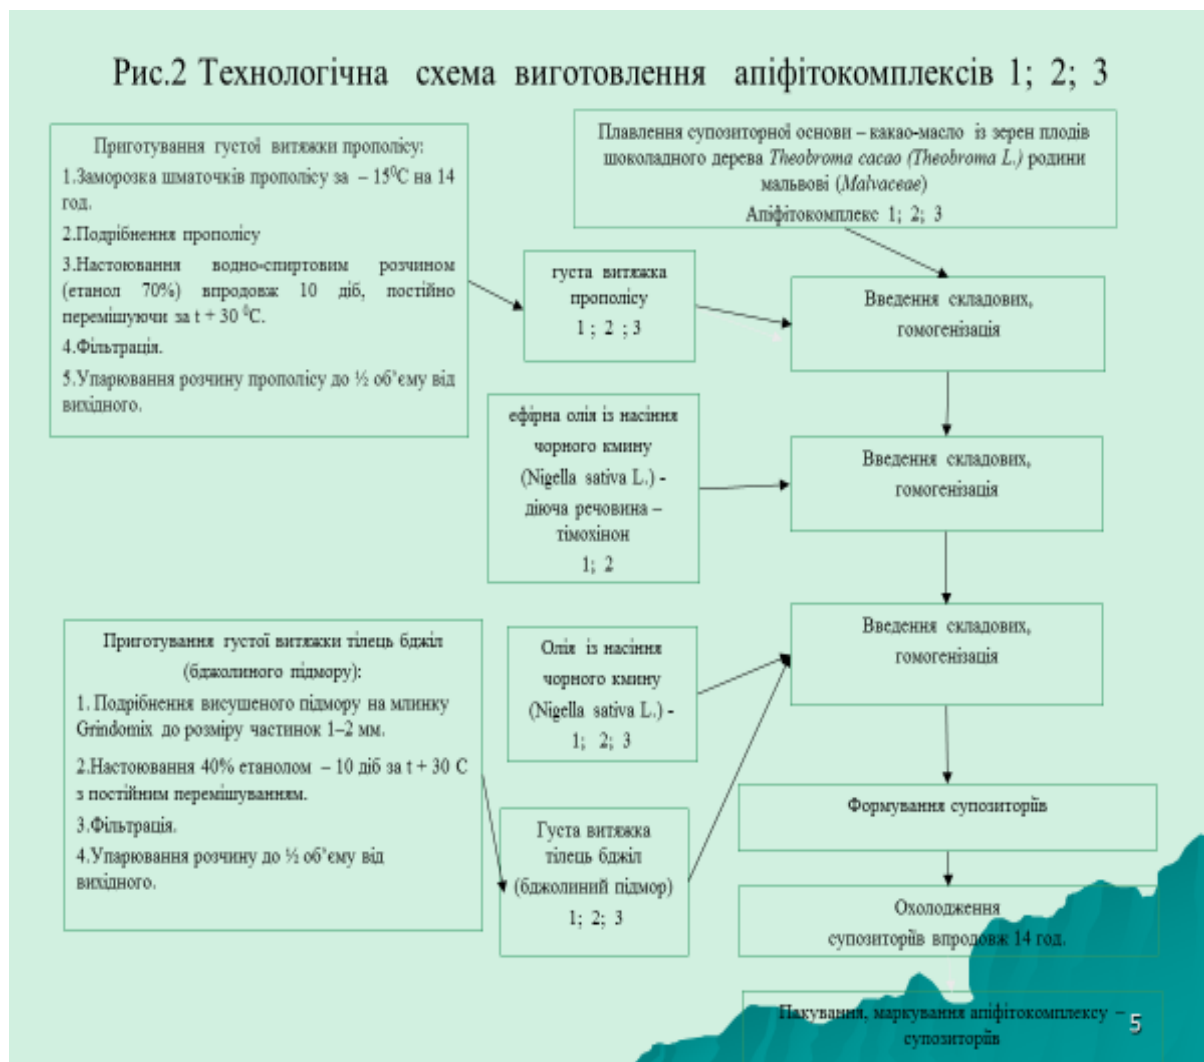 Рис.2 Технологічна схема виготовлення апіфітокомплексів 1; 2; 3
Приготування густої витяжки прополісу:
1.Заморозка шматочків прополісу за – 15⁰С на 14
год.
2.Подрібнення прополісу
3.Настоювання водно-спиртовим розчином
(етанол 70%) впродовж 10 діб, постійно
перемішуючи за t + 30 ⁰С.
4.Фільтрація.
5.Упарювання розчину прополісу до ½ об’єму від
вихідного.
Плавлення супозиторної основи – какао-масло із зерен плодів
шоколадного дерева Theobroma cacao (Theobroma L.) родини
мальвові (Malvaceae)
Апіфітокомплекс 1; 2; 3
густа витяжка
прополісу
1 ; 2 ; 3
Введення складових,
гомогенізація
ефірна олія із насіння
чорного кмину
(Nigella sativa L.) -
діюча речовина –
тімохінон
1; 2
Введення складових,
гомогенізація
Приготування густої витяжки тілець бджіл
(бджолиного підмору):
1. Подрібнення висушеного підмору на млинку
Grindomix до розміру частинок 1–2 мм.
2.Настоювання 40% етанолом – 10 діб за t + 30 С
з постійним перемішуванням.
3.Фільтрація.
4.Упарювання розчину до ½ об’єму від
вихідного.
Олія із насіння
чорного кмину
(Nigella sativa L.) -
1; 2; 3
Введення складових,
гомогенізація
Густа витяжка
тілець бджіл
(бджолиний підмор)
1; 2; 3
Формування супозиторіїв
Охолодження
супозиторіїв впродовж 14 год.
Пакування, маркування апіфітокомплексу –
супозиторіїв
5